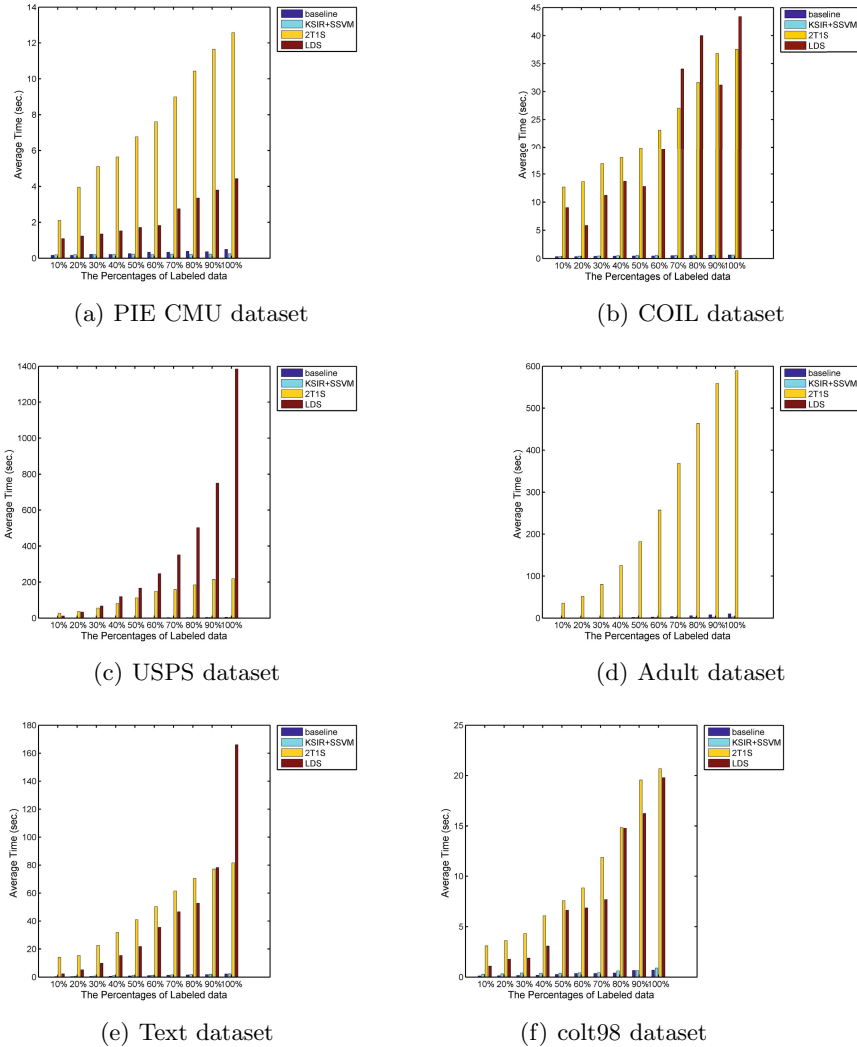 baseline
KSIR+SSVM
2T1S
LDS
14
12
10
8
6
4
2
0
Average Time (sec.)
10% 20% 30% 40% 50% 60% 70% 80% 90% 100%
The Percentages of Labeled data
(a) PIE CMU dataset
baseline
KSIR+SSVM
2T1S
LDS
45
40
35
30
25
20
15
10
5
0
Average Time (sec.)
10% 20% 30% 40% 50% 60% 70% 80% 90% 100%
The Percentages of Labeled data
(b) COIL dataset
baseline
KSIR+SSVM
2T1S
LDS
1400
1200
1000
800
600
400
200
0
Average Time (sec.)
10% 20% 30% 40% 50% 60% 70% 80% 90% 100%
The Percentages of Labeled data
(c) USPS dataset
baseline
KSIR+SSVM
2T1S
LDS
600
500
400
300
200
100
0
Average Time (sec.)
10% 20% 30% 40% 50% 60% 70% 80% 90% 100%
The Percentages of Labeled data
(d) Adult dataset
baseline
KSIR+SSVM
2T1S
LDS
180
160
140
120
100
80
60
40
20
0
Average Time (sec.)
10% 20% 30% 40% 50% 60% 70% 80% 90% 100%
The Percentages of Labeled data
(e) Text dataset
baseline
KSIR+SSVM
2T1S
LDS
25
20
15
10
5
0
Average Time (sec.)
10% 20% 30% 40% 50% 60% 70% 80% 90% 100%
The Percentages of Labeled data
(f) colt98 dataset